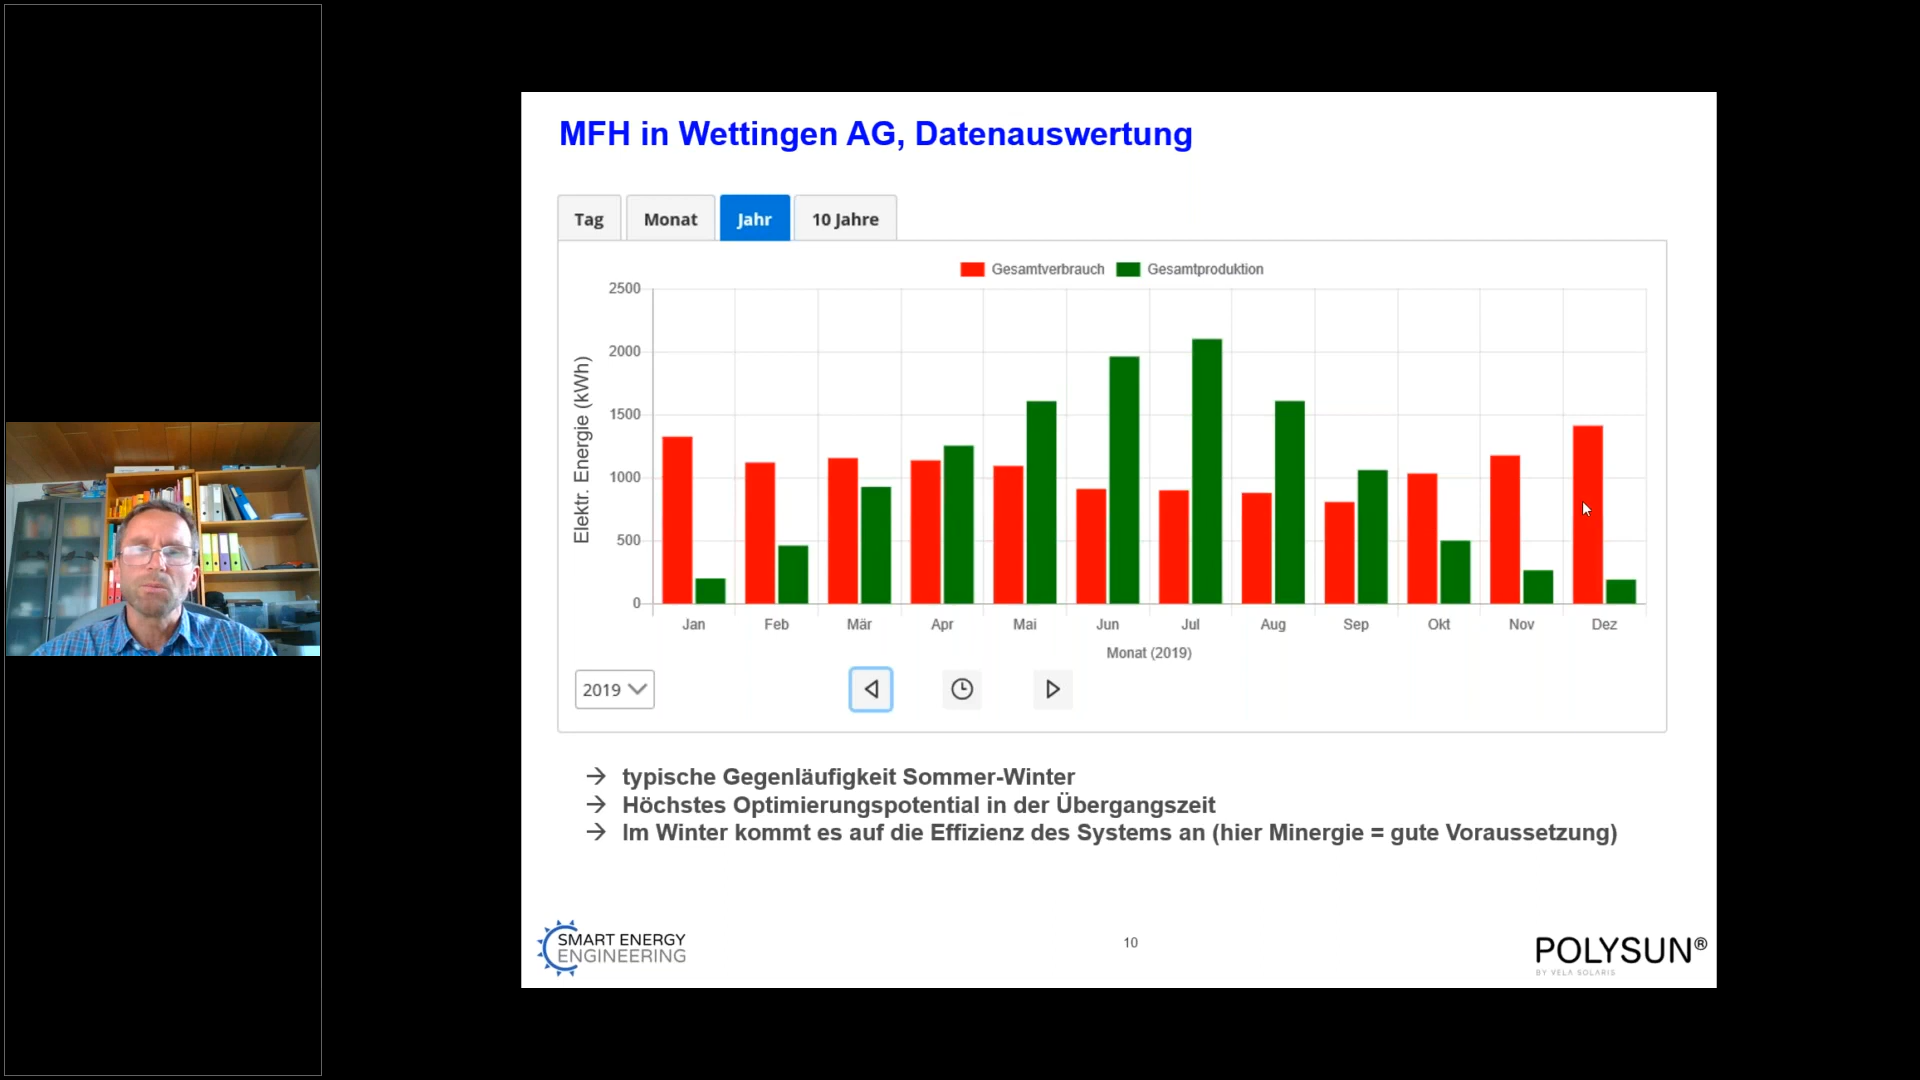 MFH in Wettingen AG, Datenauswertung
Tag
Monat
Jahr
10 Jahre
Gesamtverbrauch
Gesamtproduktion
Elektr. Energie (kWh)
2500
2000
1500
1000
500
0
Jan
Feb
Mär
Apr
Mai
Jun
Jul
Aug
Sep
Okt
Nov
Dez
Monat (2019)
2019
→ typische Gegenläufigkeit Sommer-Winter
→ Höchstes Optimierungspotential in der Übergangszeit
→ Im Winter kommt es auf die Effizienz des Systems an (hier Minergie = gute Voraussetzung)
SMART ENERGY
ENGINEERING
10
POLYSUN®
BY VELA SOLARIS